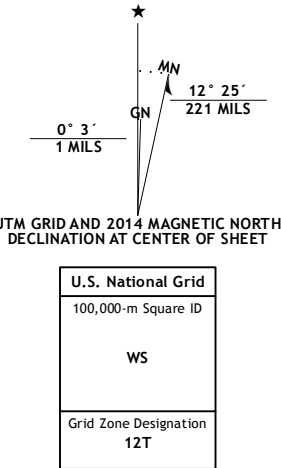 MN
12° 25´
221 MILS
GN
0° 3´
1 MILS
UTM GRID AND 2014 MAGNETIC NORTH
DECLINATION AT CENTER OF SHEET
U.S. National Grid
100,000-m Square ID
WS
Grid Zone Designation
12T